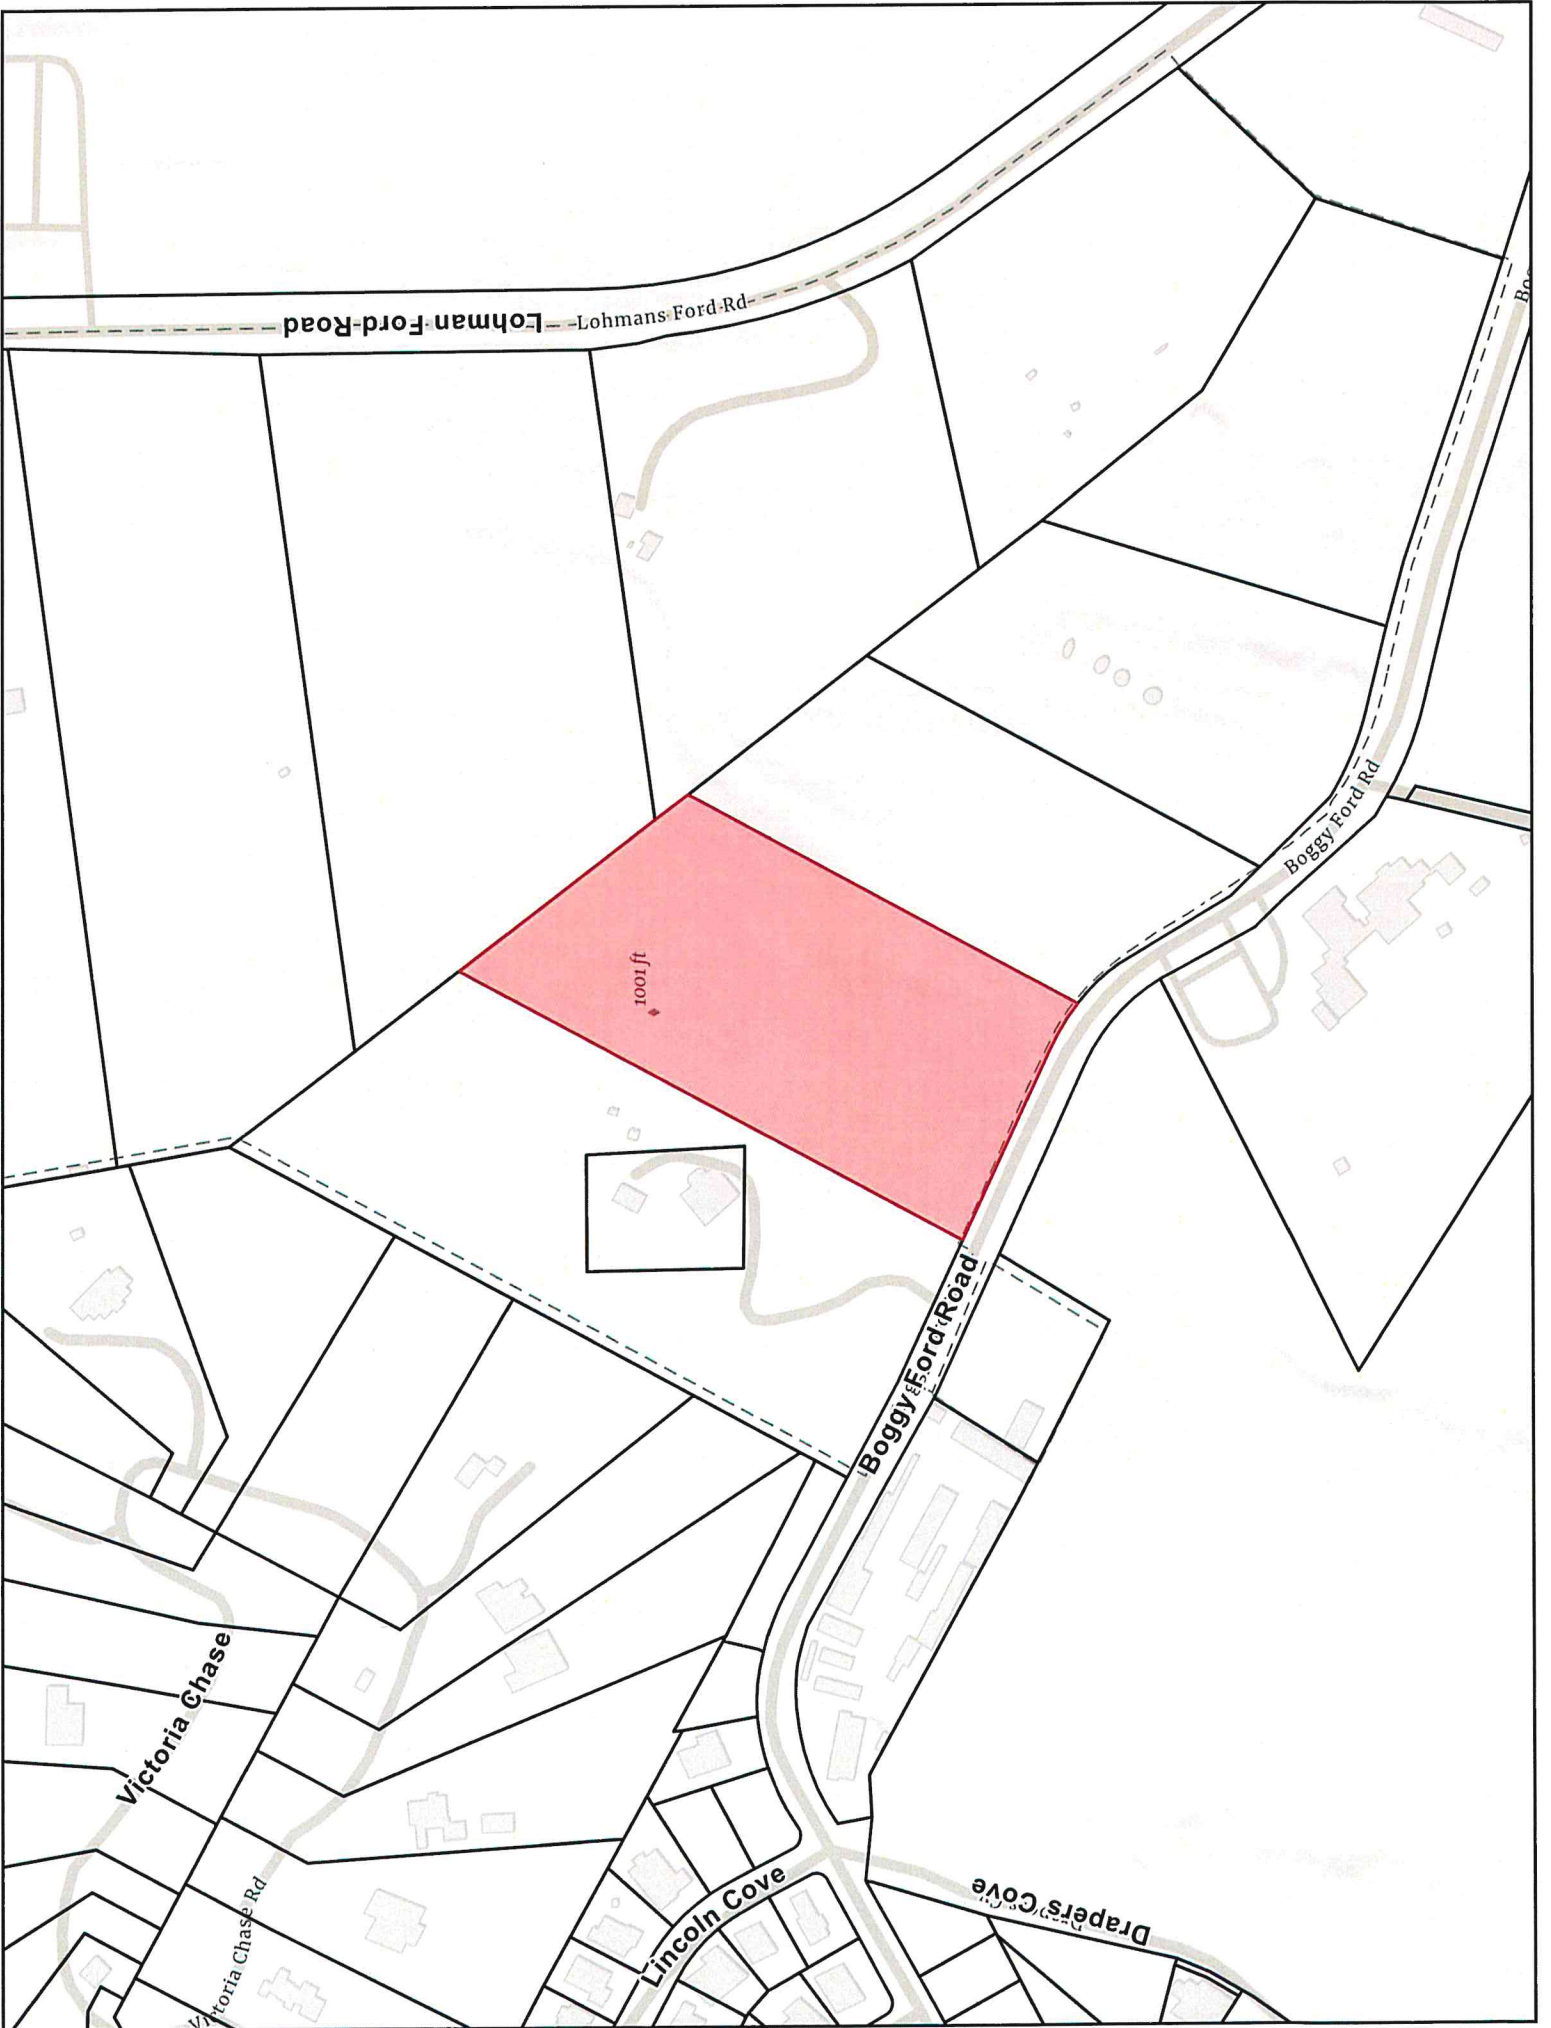 Lohman Ford Road
Lohmans Ford Rd
Boggy Ford Rd
1001 ft
Boggy Ford Road
Victoria Chase
Victoria Chase Rd
Lincoln Cove
Drapers Cove